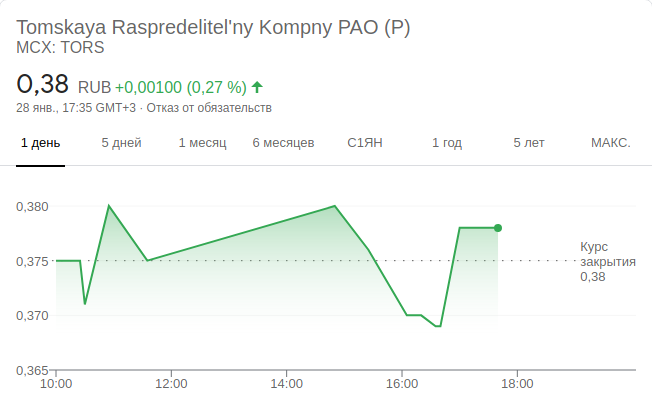 Tomskaya Raspredelitel'ny Kompny PAO (P)
MCX: TORS
0,38 RUB +0,00100 (0,27 %)
28 янв., 17:35 GMT+3 · Отказ от обязательств
1 день 5 дней 1 месяц 6 месяцев С1ЯН 1 год 5 лет МАКС.
0,380
0,375
0,370
0,365
Курс
закрытия
0,38
10:00 12:00 14:00 16:00 18:00